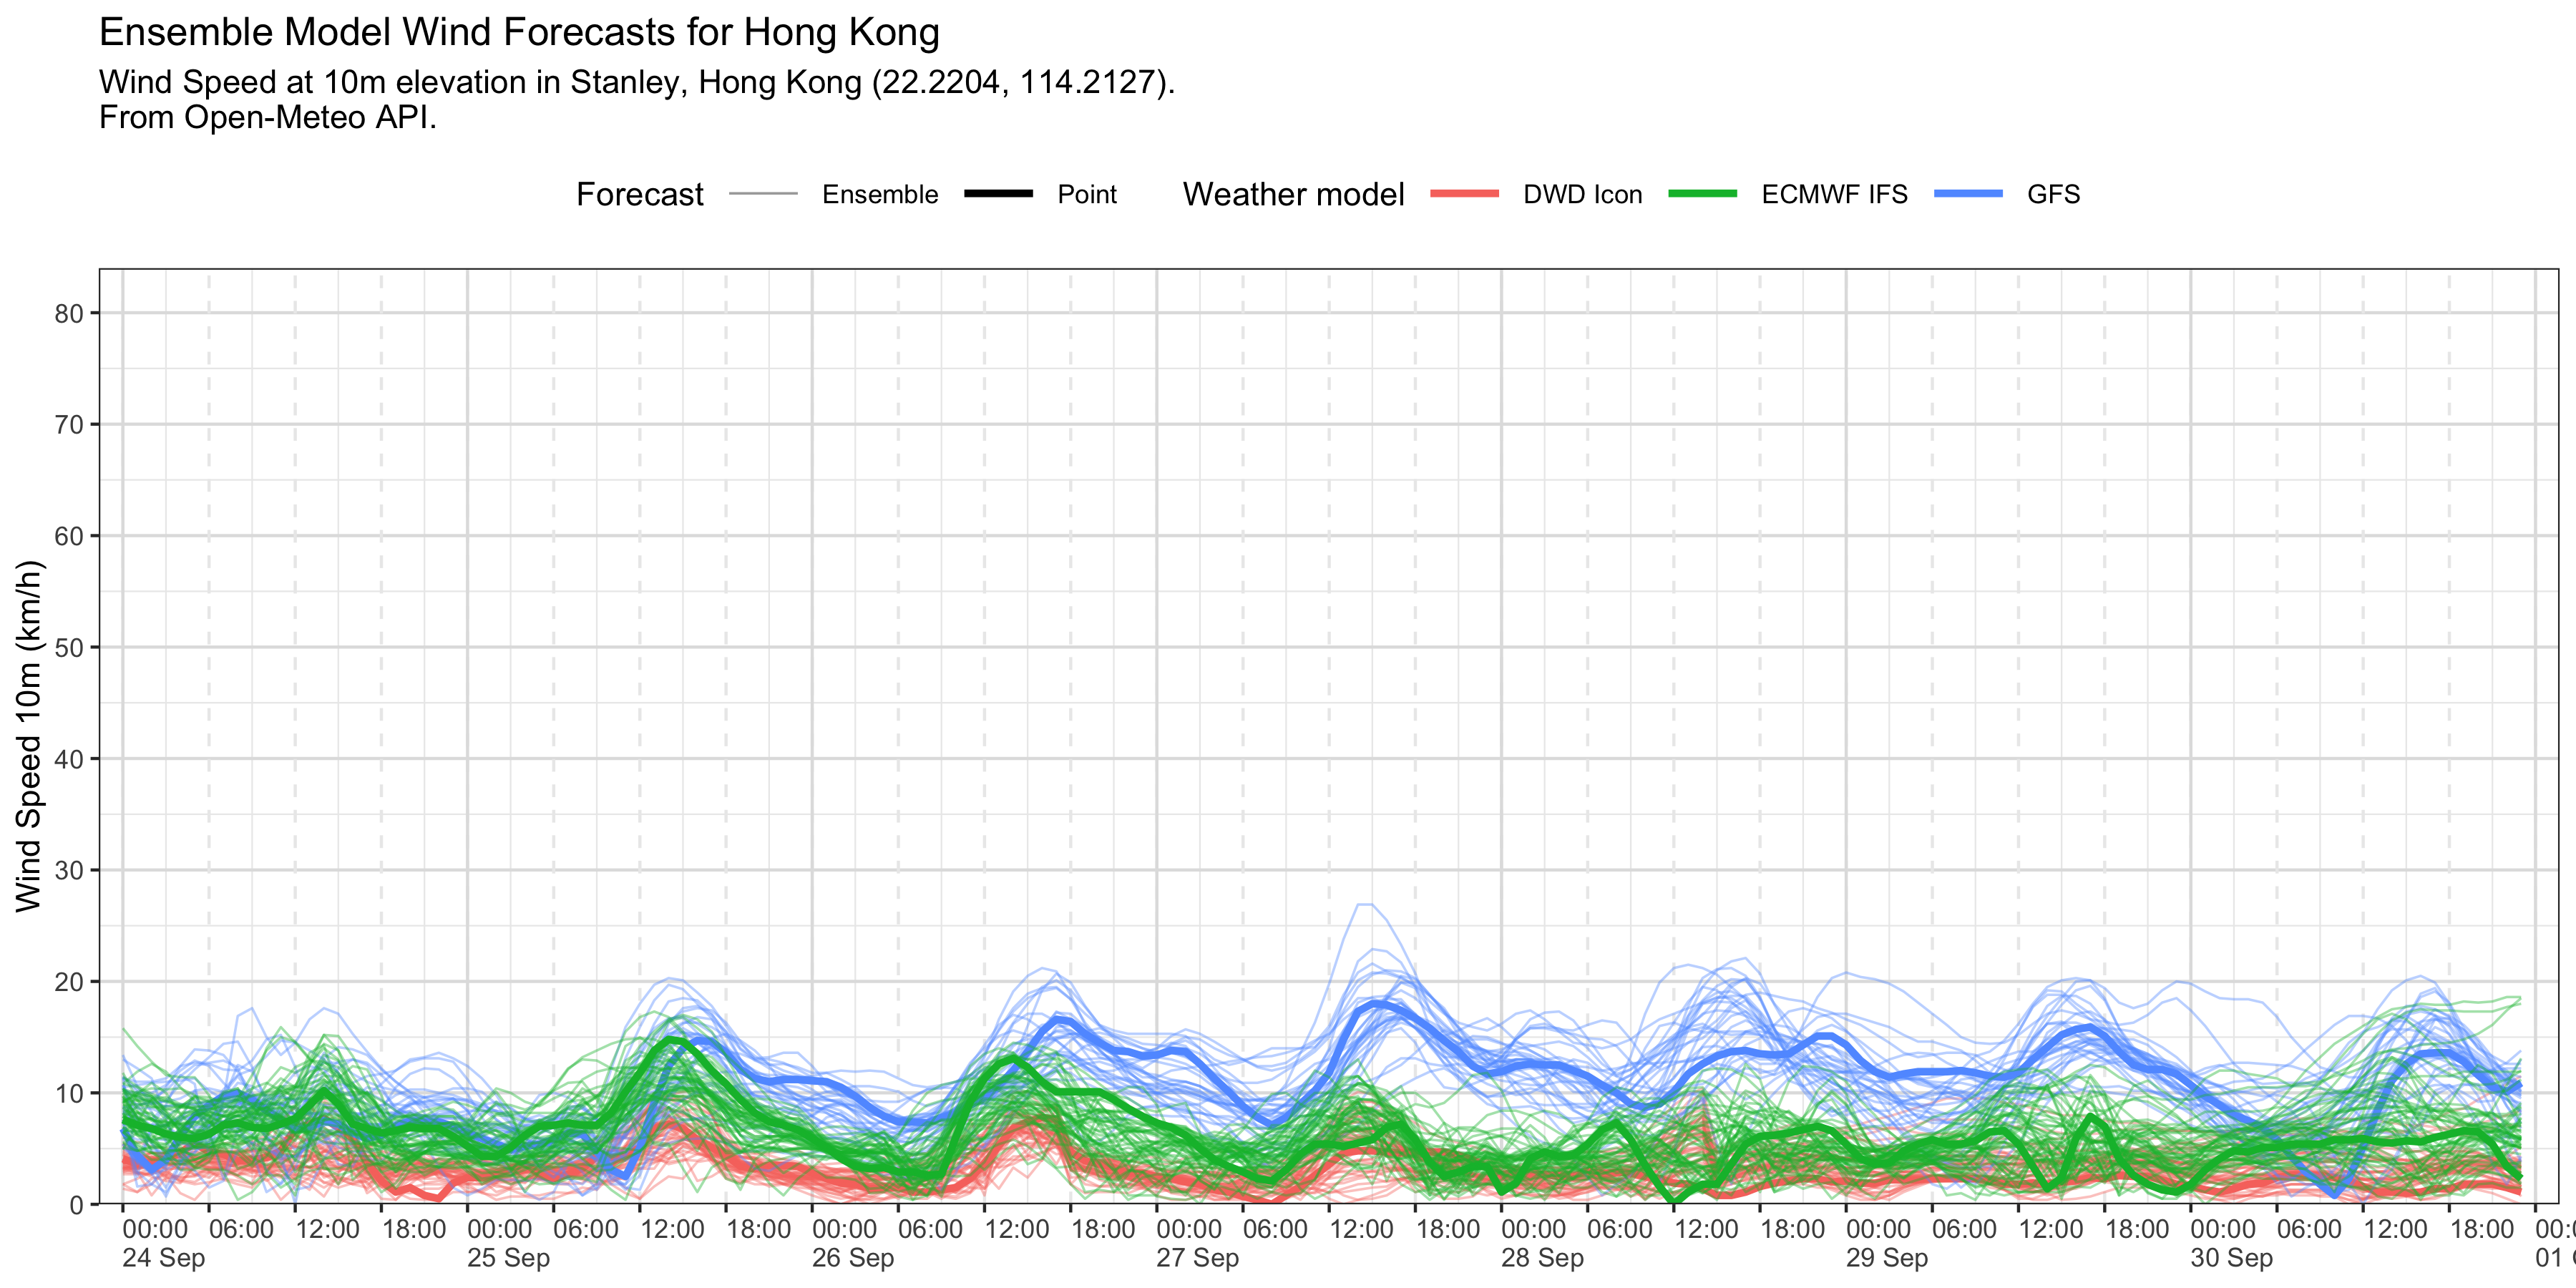 Ensemble Model Wind Forecasts for Hong Kong
Wind Speed at 10m elevation in Stanley, Hong Kong (22.2204, 114.2127).
From Open-Meteo API.
Forecast Ensemble Point Weather model DWD Icon ECMWF IFS GFS
Wind Speed 10m (km/h)
80
70
60
50
40
30
20
10
0
00:00 06:00 12:00 18:00 00:00 06:00 12:00 18:00 00:00 06:00 12:00 18:00 00:00 06:00 12:00 18:00 00:00 06:00 12:00 18:00 00:00 06:00 12:00 18:00 00:00 06:00 12:00 18:00
24 Sep 25 Sep 26 Sep 27 Sep 28 Sep 29 Sep 30 Sep 01